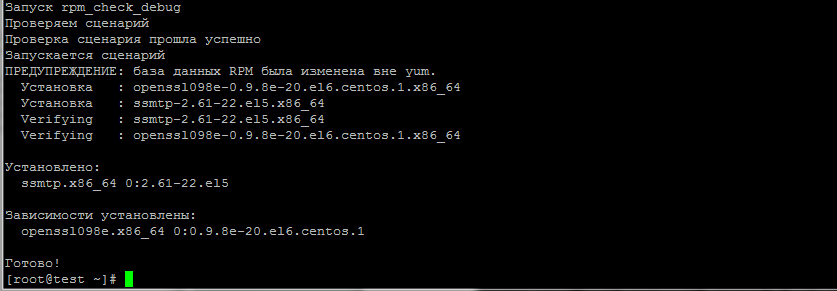 Запуск rpm_check_debug
Проверяем сценарий
Проверка сценария прошла успешно
Запускается сценарий
ПРЕДУПРЕЖДЕНИЕ: база данных RPM была изменена вне yum.
  Установка   : openssl098e-0.9.8e-20.el6.centos.1.x86_64
  Установка   : ssmtp-2.61-22.el5.x86_64
  Verifying   : ssmtp-2.61-22.el5.x86_64
  Verifying   : openssl098e-0.9.8e-20.el6.centos.1.x86_64
Установлено:
  ssmtp.x86_64 0:2.61-22.el5
Зависимости установлены:
  openssl098e.x86_64 0:0.9.8e-20.el6.centos.1
Готово!
[root@test ~]#